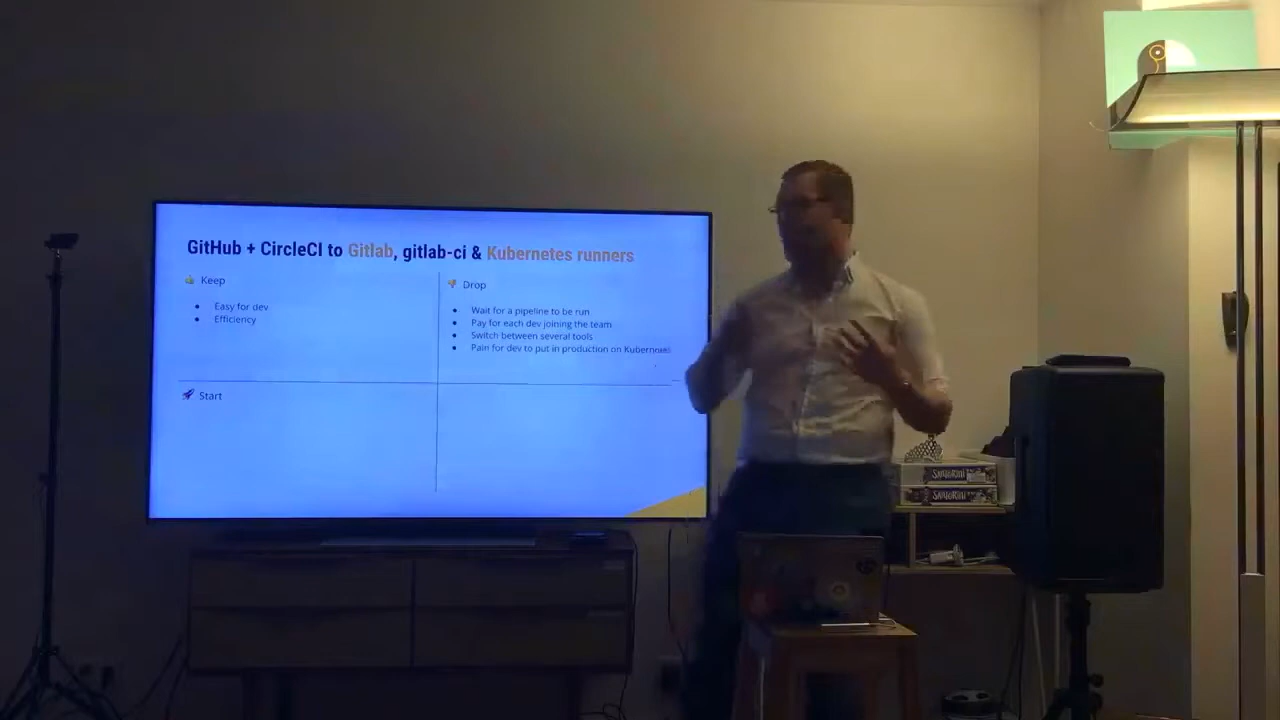 GitHub + CircleCI to Gitlab, gitlab-ci & Kubernetes runners
👍 Keep
• Easy for dev
• Efficiency
👎 Drop
• Wait for a pipeline to be run
• Pay for each dev joining the team
• Switch between several tools
• Pain for dev to put in production on Kubernetes
🚀 Start
SANTORINI
SANTORINI